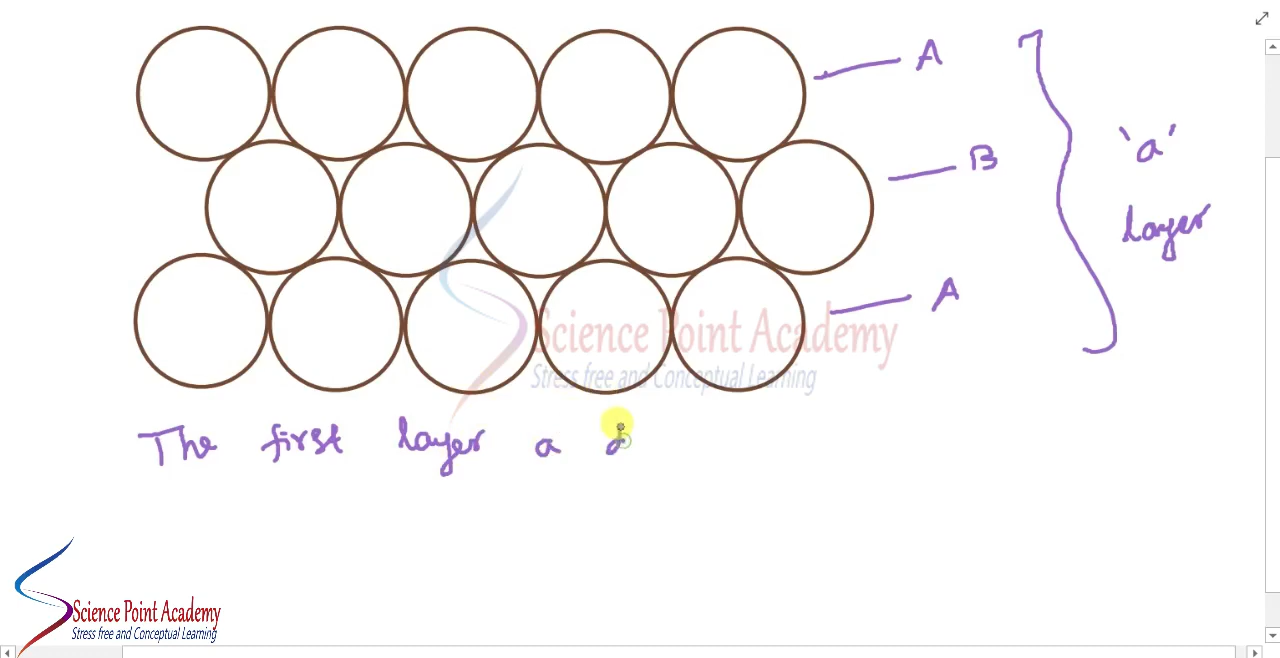 A
B
'a'
layer
A
Science Point Academy
Stress free and Conceptual Learning
The first layer a
Science Point Academy
Stress free and Conceptual Learning